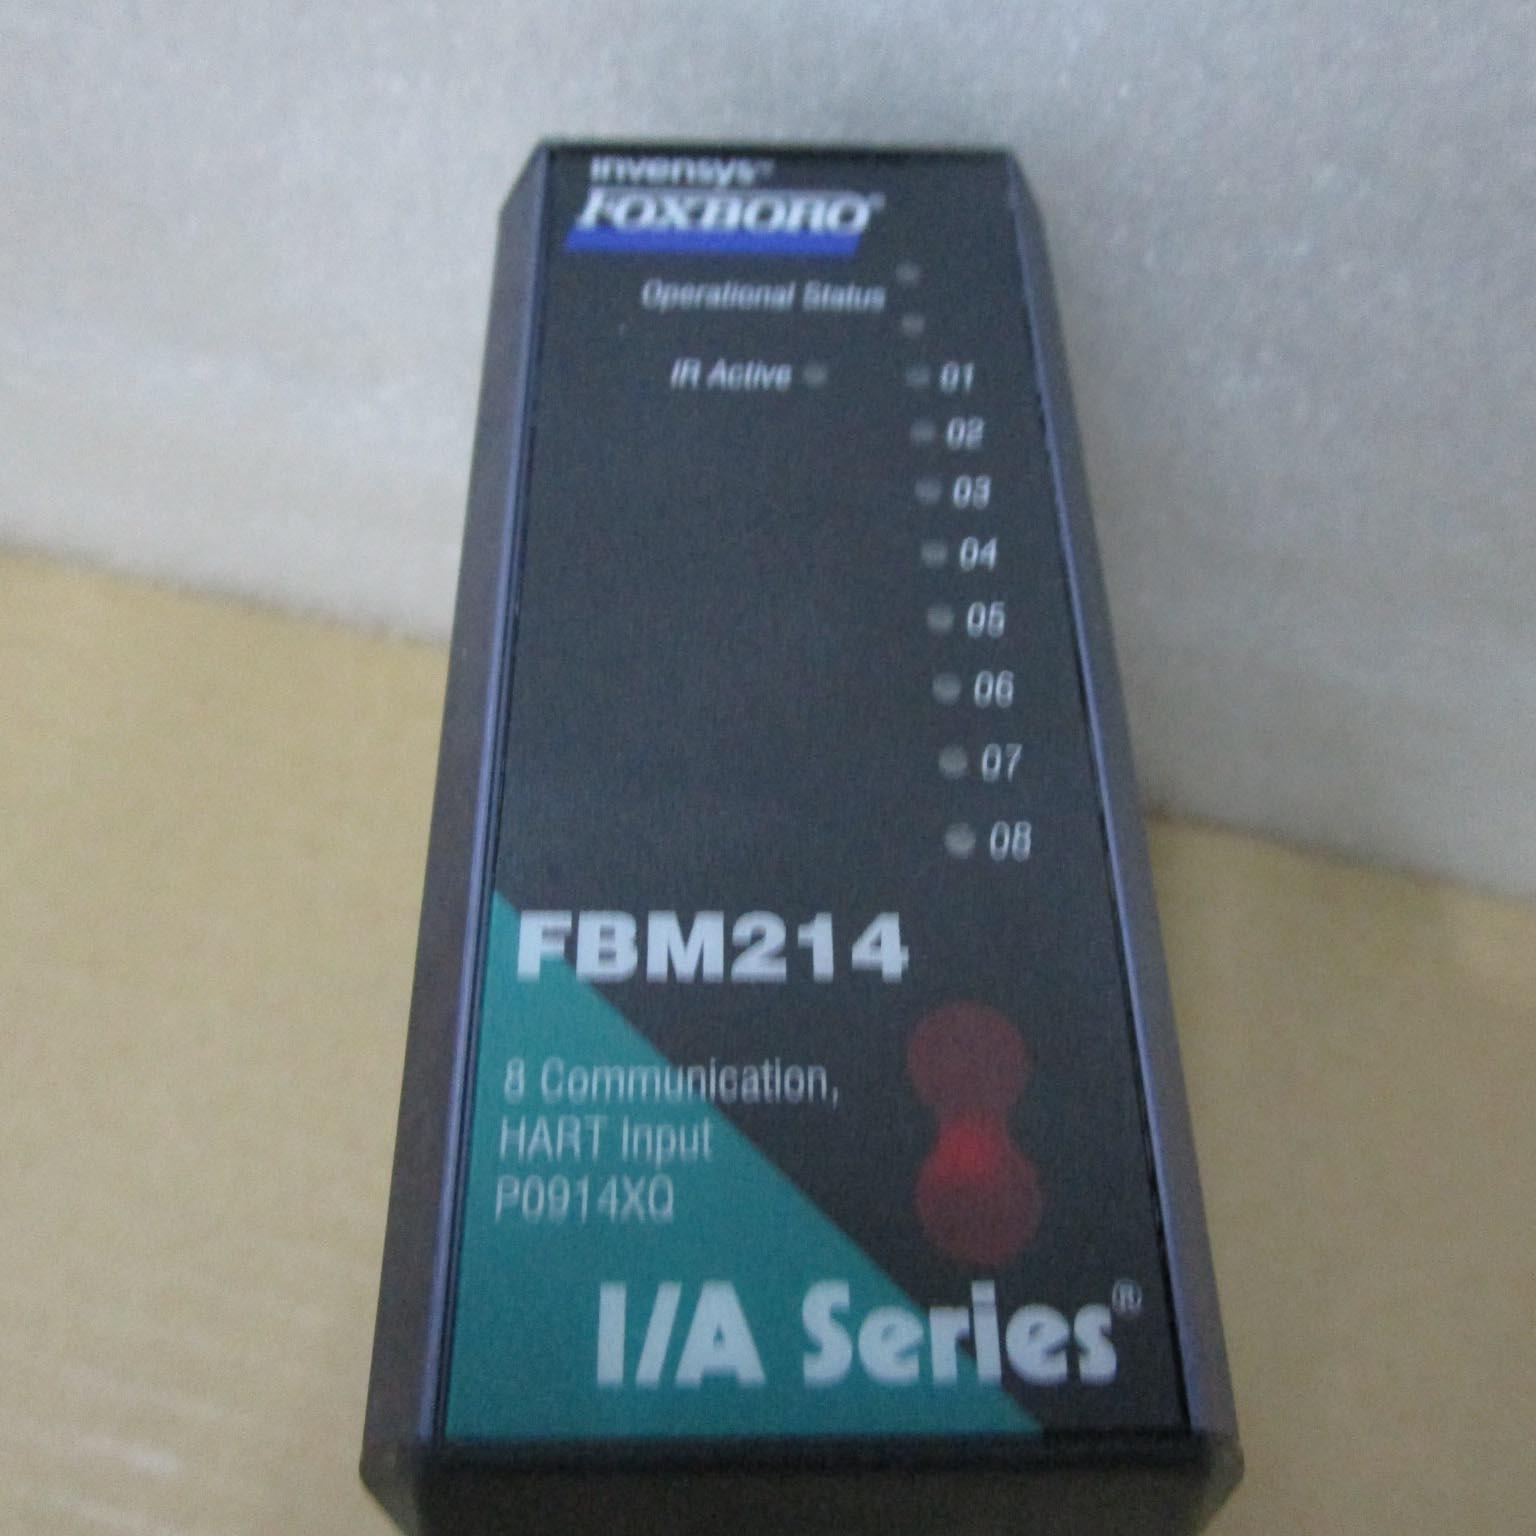 invensys™
FOXBORO®
Operational Status
IR Active 01
02
03
04
05
06
07
08
FBM214
8 Communication,
HART Input
P0914XQ
I/A Series®